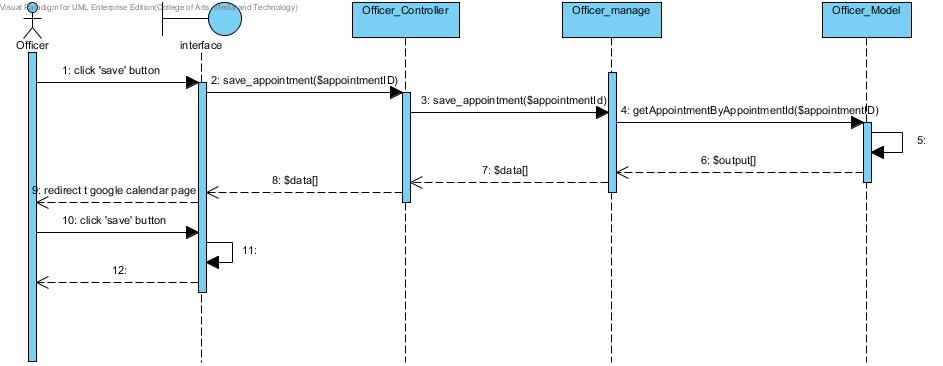 Visual Paradigm for UML Enterprise Edition(College of Arts, Media and Technology)
Officer_Controller
Officer_manage
Officer_Model
Officer
interface
1: click 'save' button
2: save_appointment($appointmentID)
3: save_appointment($appointmentId)
4: getAppointmentByAppointmentId($appointmentID)
5:
6: $output[]
7: $data[]
8: $data[]
9: redirect t google calendar page
10: click 'save' button
11:
12: